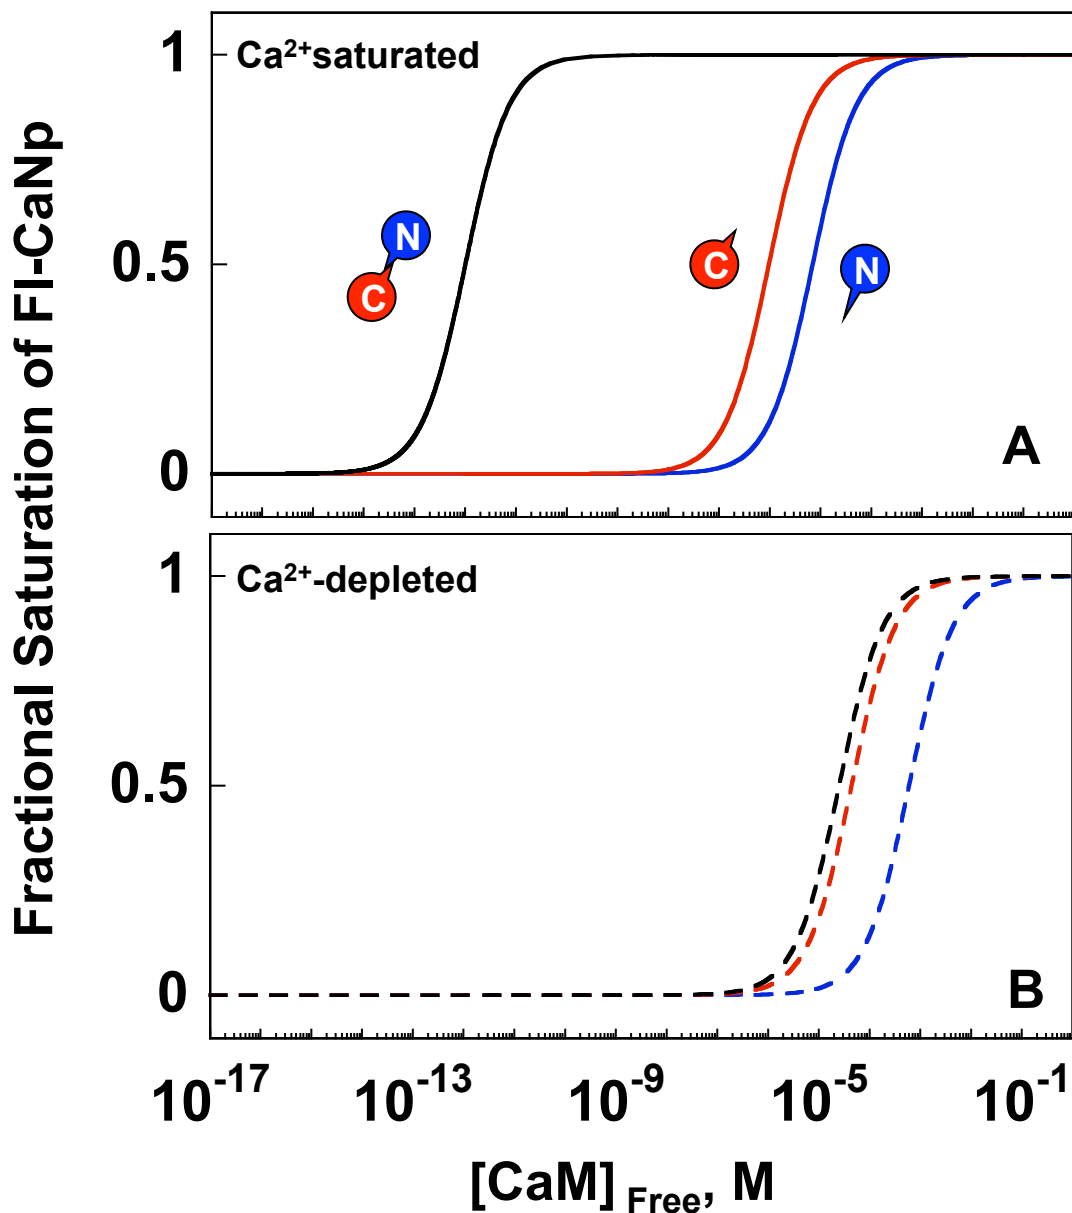 Fractional Saturation of Fl-CaNp
Ca²⁺saturated
1
0.5
0
N
C
C
N
A
Ca²⁺-depleted
1
0.5
0
B
10⁻¹⁷ 10⁻¹³ 10⁻⁹ 10⁻⁵ 10⁻¹
[CaM] Free, M